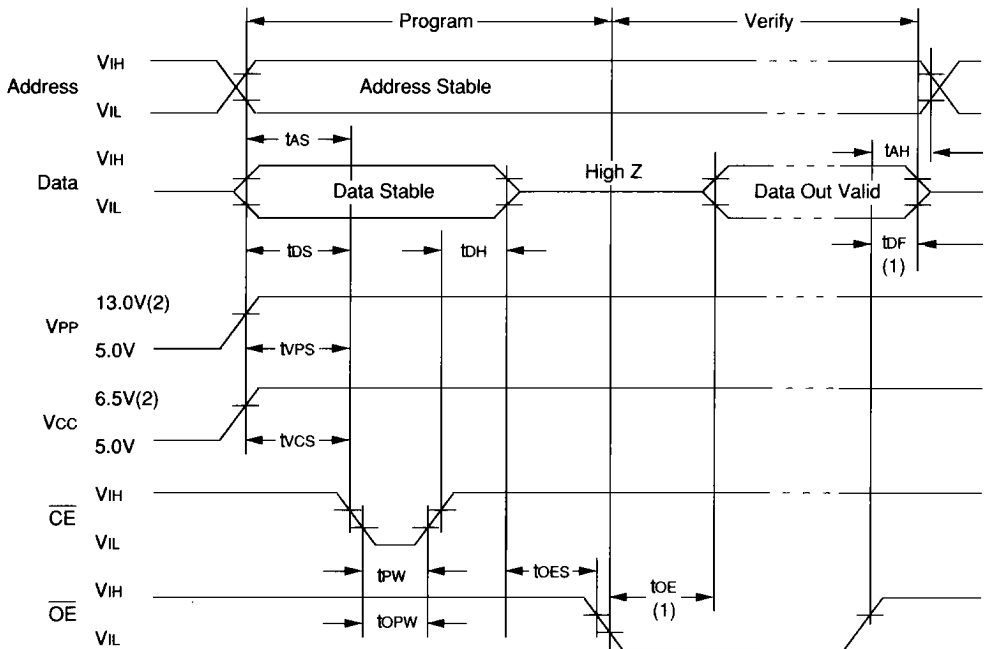 Program Verify
VIH
Address Address Stable
VIL
tAS
VIH tAH
Data Data Stable High Z Data Out Valid
VIL
tDS tDH tDF
(1)
13.0V(2)
VPP
5.0V tVPS
6.5V(2)
VCC
5.0V tVCS
VIH
CE
VIL
tPW tOES tOE
VIH (1)
OE tOPW
VIL